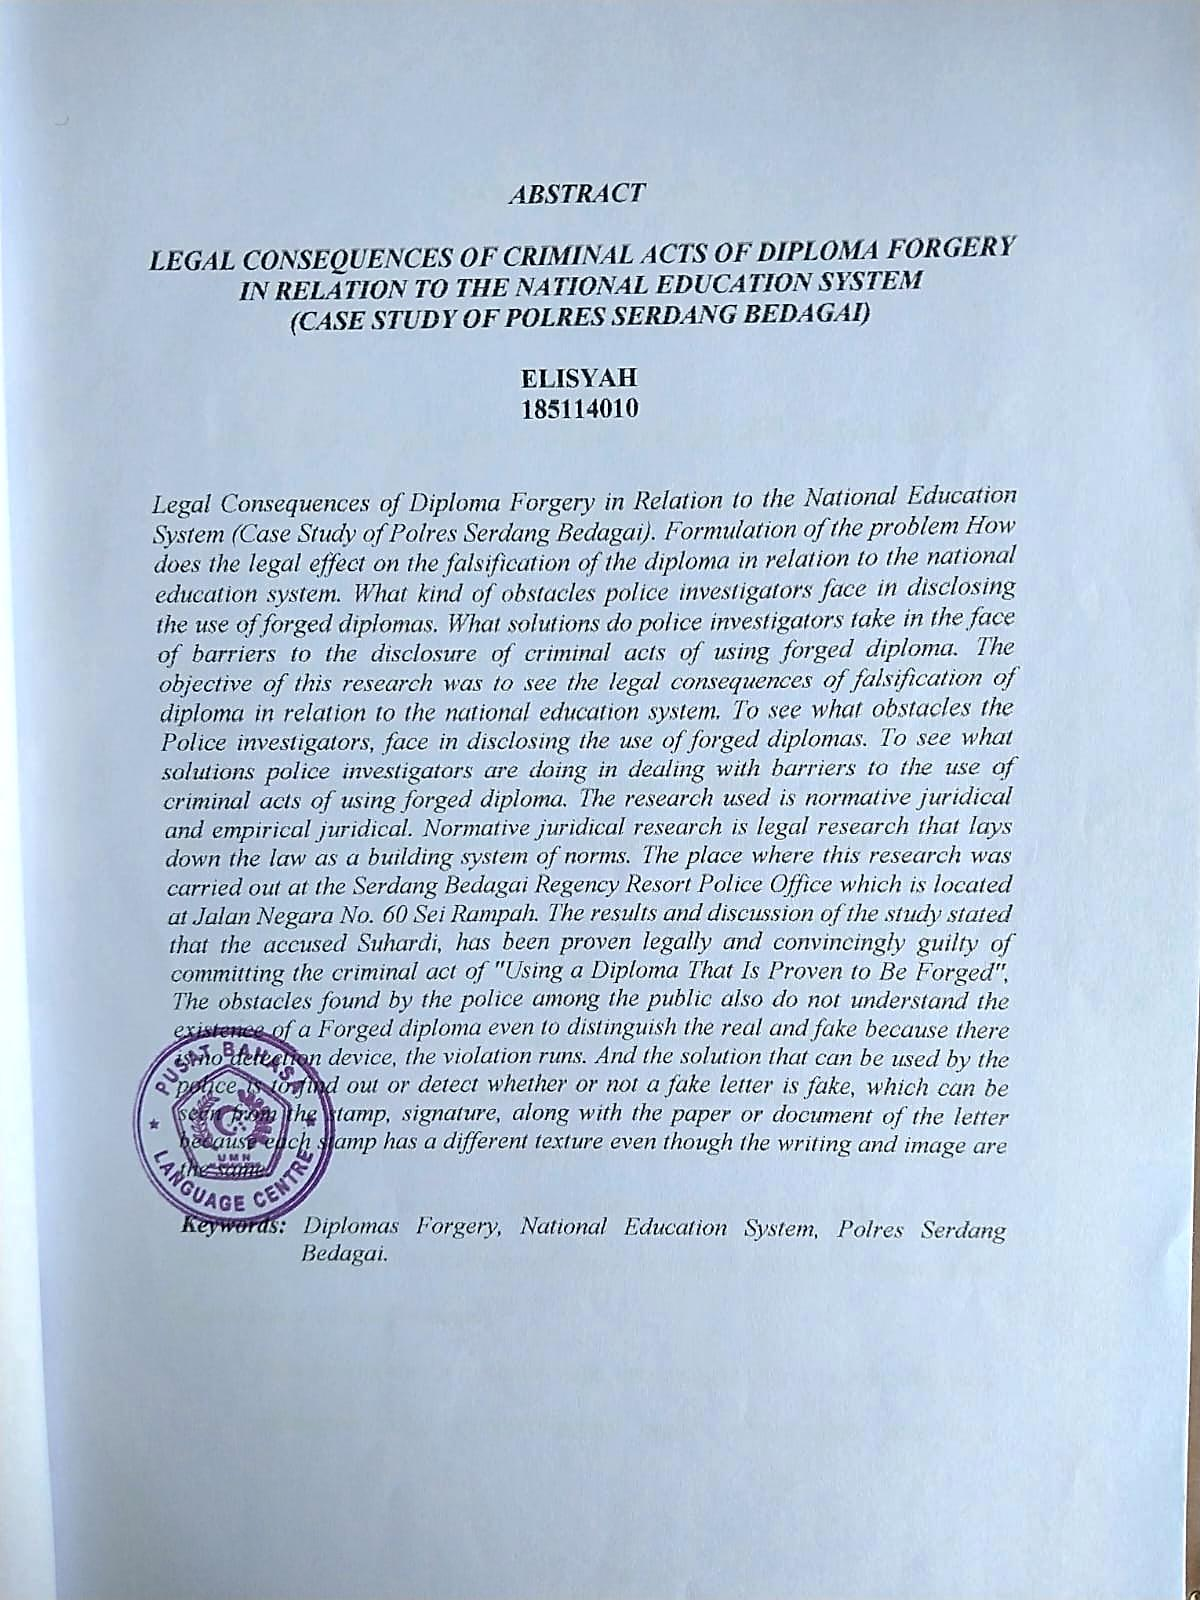 ABSTRACT
LEGAL CONSEQUENCES OF CRIMINAL ACTS OF DIPLOMA FORGERY
IN RELATION TO THE NATIONAL EDUCATION SYSTEM
(CASE STUDY OF POLRES SERDANG BEDAGAI)
ELISYAH
185114010
Legal Consequences of Diploma Forgery in Relation to the National Education
System (Case Study of Polres Serdang Bedagai). Formulation of the problem How
does the legal effect on the falsification of the diploma in relation to the national
education system. What kind of obstacles police investigators face in disclosing
the use of forged diplomas. What solutions do police investigators take in the face
of barriers to the disclosure of criminal acts of using forged diploma. The
objective of this research was to see the legal consequences of falsification of
diploma in relation to the national education system. To see what obstacles the
Police investigators, face in disclosing the use of forged diplomas. To see what
solutions police investigators are doing in dealing with barriers to the use of
criminal acts of using forged diploma. The research used is normative juridical
and empirical juridical. Normative juridical research is legal research that lays
down the law as a building system of norms. The place where this research was
carried out at the Serdang Bedagai Regency Resort Police Office which is located
at Jalan Negara No. 60 Sei Rampah. The results and discussion of the study stated
that the accused Suhardi, has been proven legally and convincingly guilty of
committing the criminal act of "Using a Diploma That Is Proven to Be Forged",
The obstacles found by the police among the public also do not understand the
existence of a Forged diploma even to distinguish the real and fake because there
is no detection device, the violation runs. And the solution that can be used by the
police is to find out or detect whether or not a fake letter is fake, which can be
seen from the stamp, signature, along with the paper or document of the letter
because each stamp has a different texture even though the writing and image are
the same.
PUSAT BAHASA
UMN
LANGUAGE CENTRE
Keywords: Diplomas Forgery, National Education System, Polres Serdang
Bedagai.